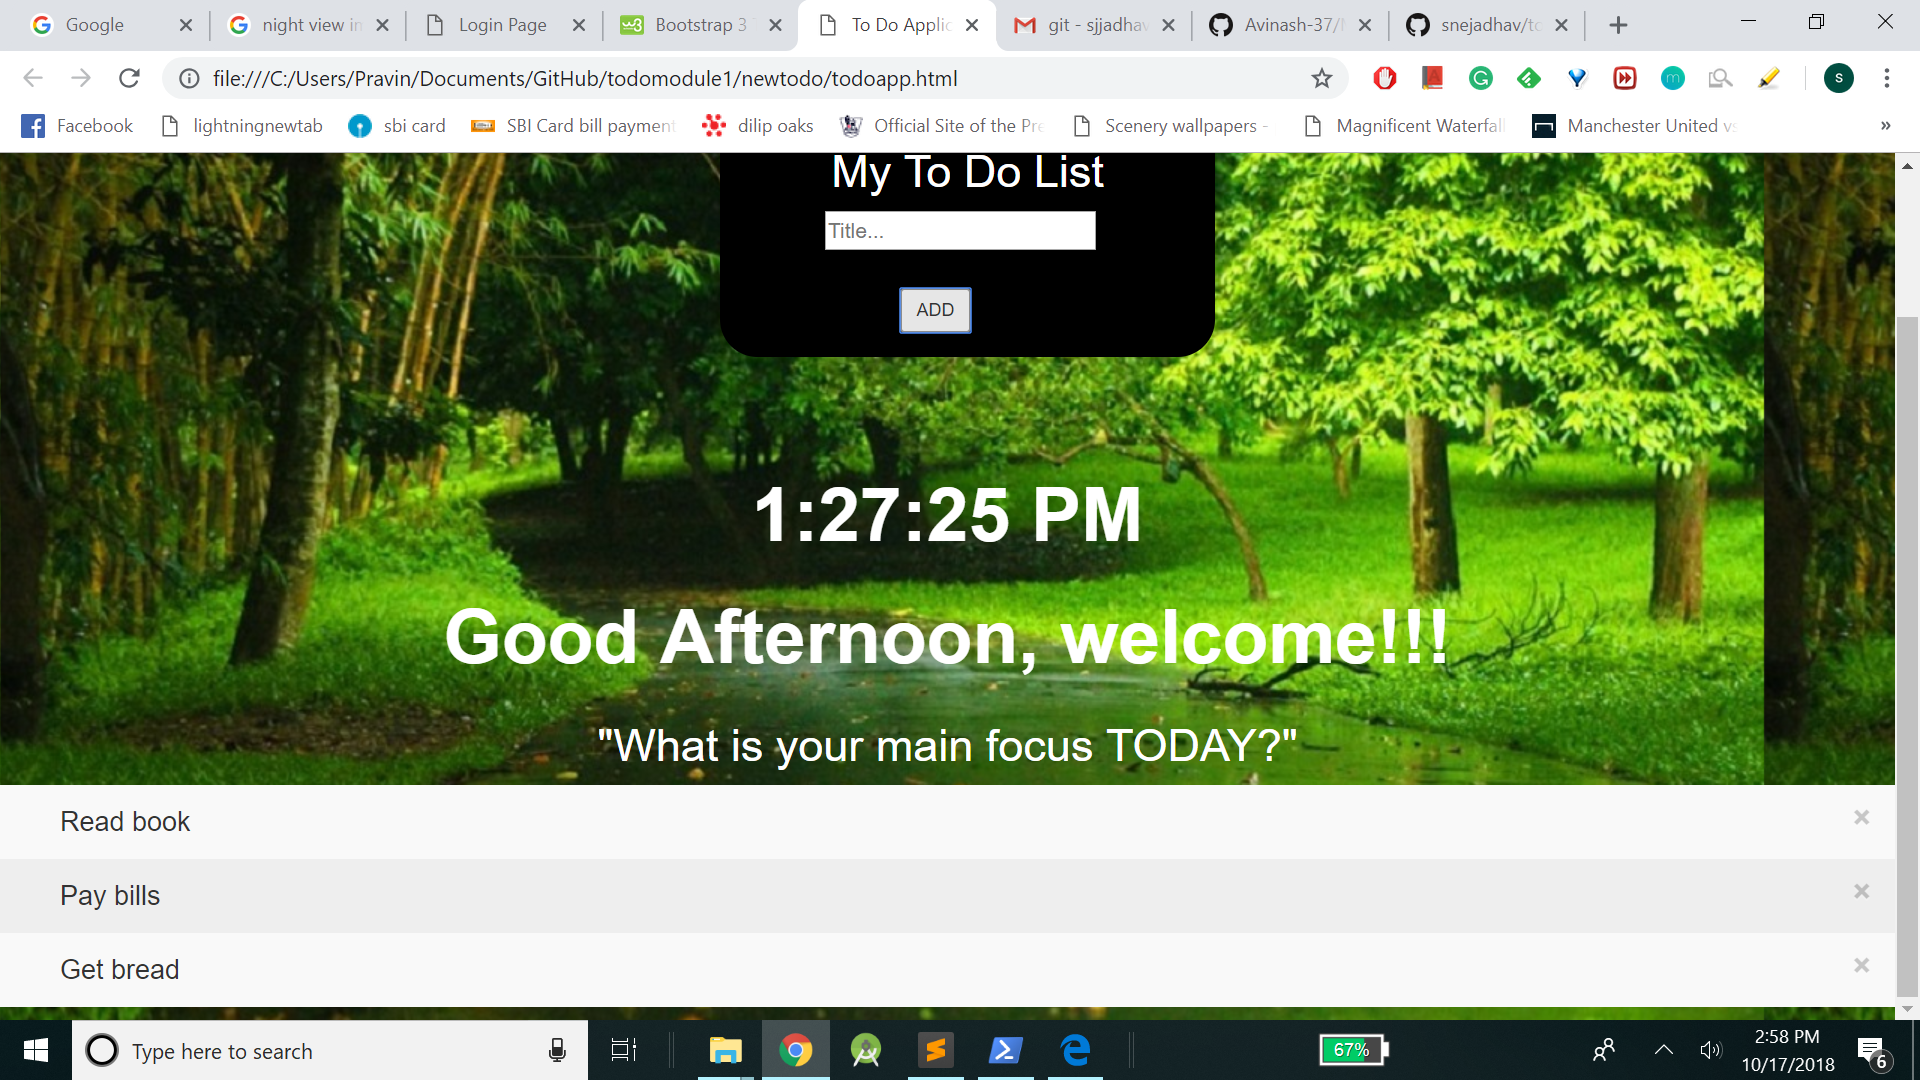 Google
night view in
Login Page
Bootstrap 3
To Do Applic
git - sjjadhav
Avinash-37/
snejadhav/to
file:///C:/Users/Pravin/Documents/GitHub/todomodule1/newtodo/todoapp.html
s
Facebook
lightningnewtab
sbi card
SBI Card bill payment
dilip oaks
Official Site of the Pre
Scenery wallpapers -
Magnificent Waterfall
Manchester United vs
»
My To Do List
Title...
ADD
1:27:25 PM
Good Afternoon, welcome!!!
"What is your main focus TODAY?"
Read book
Pay bills
Get bread
Type here to search
67%
2:58 PM
10/17/2018
6